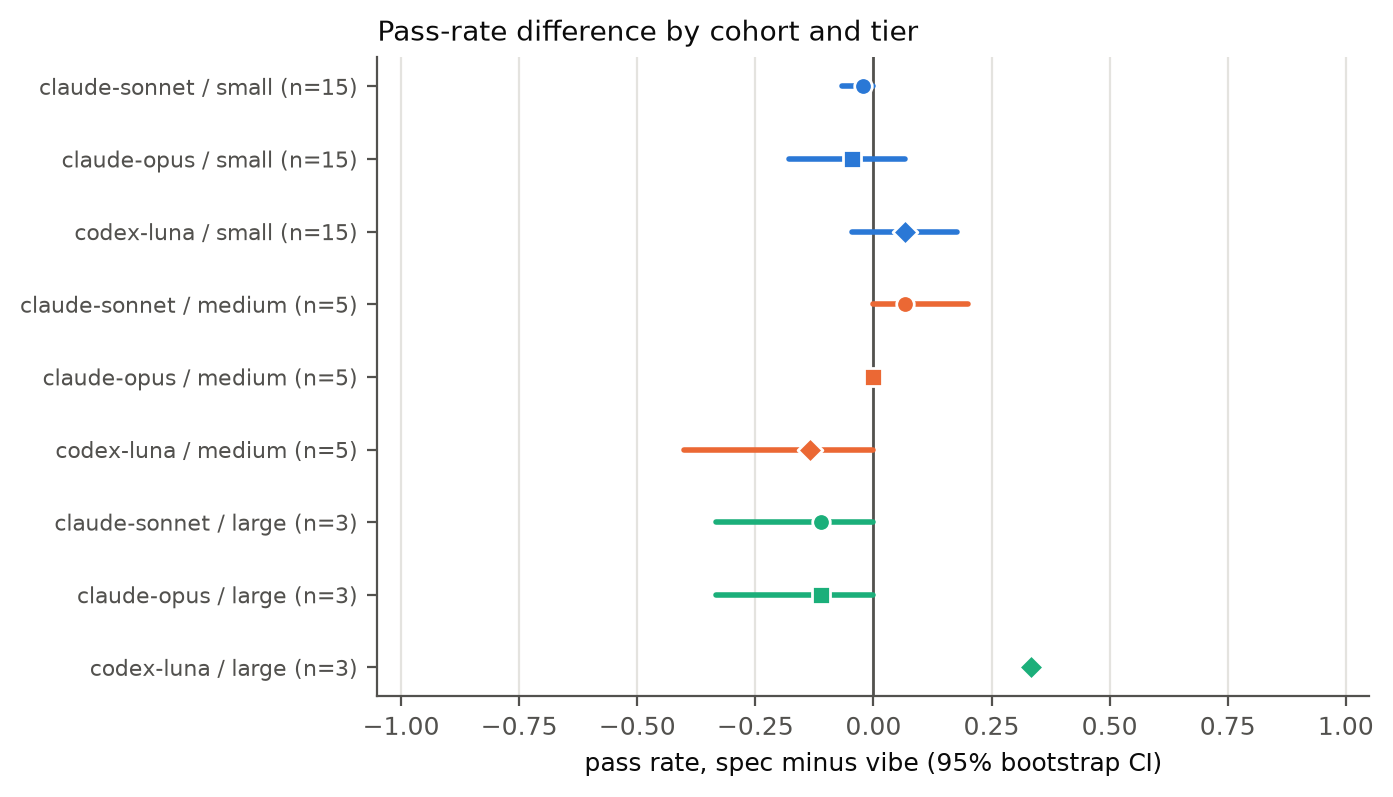 Pass-rate difference by cohort and tier
claude-sonnet / small (n=15)
claude-opus / small (n=15)
codex-luna / small (n=15)
claude-sonnet / medium (n=5)
claude-opus / medium (n=5)
codex-luna / medium (n=5)
claude-sonnet / large (n=3)
claude-opus / large (n=3)
codex-luna / large (n=3)
−1.00 −0.75 −0.50 −0.25 0.00 0.25 0.50 0.75 1.00
pass rate, spec minus vibe (95% bootstrap CI)